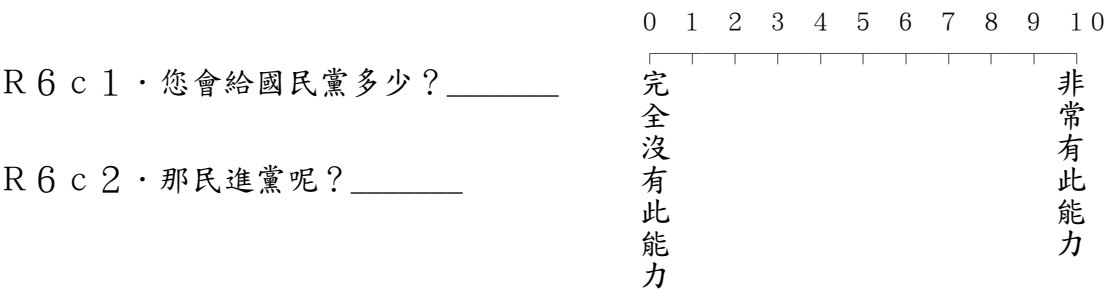 0 1 2 3 4 5 6 7 8 9 10
R6c1．您會給國民黨多少？_______
R6c2．那民進黨呢？_______
完全沒有此能力
非常有此能力